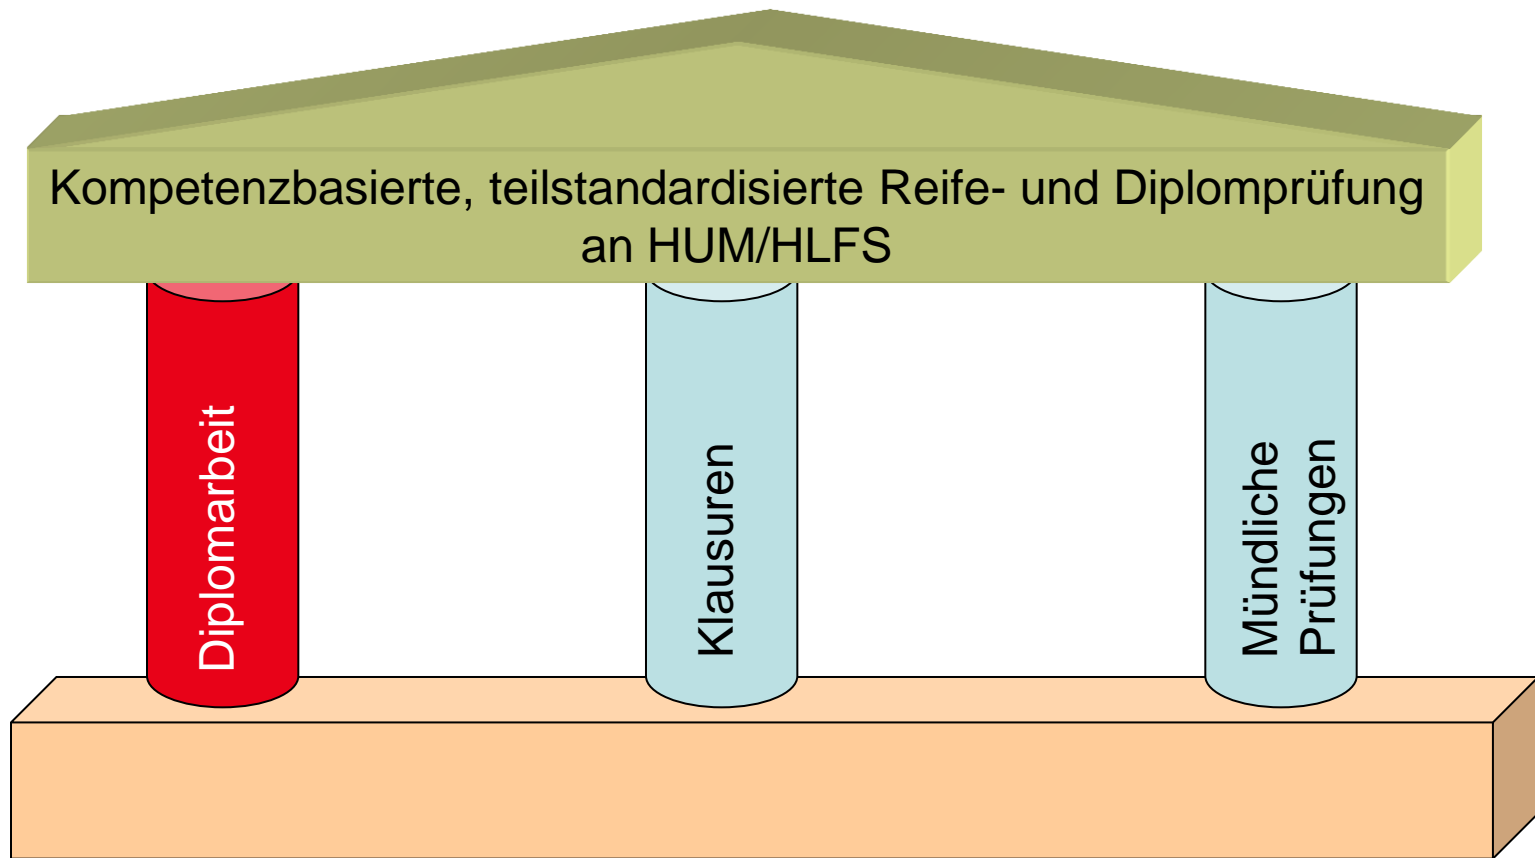 Kompetenzbasierte, teilstandardisierte Reife- und Diplomprüfung
an HUM/HLFS
Diplomarbeit
Klausuren
Mündliche
Prüfungen